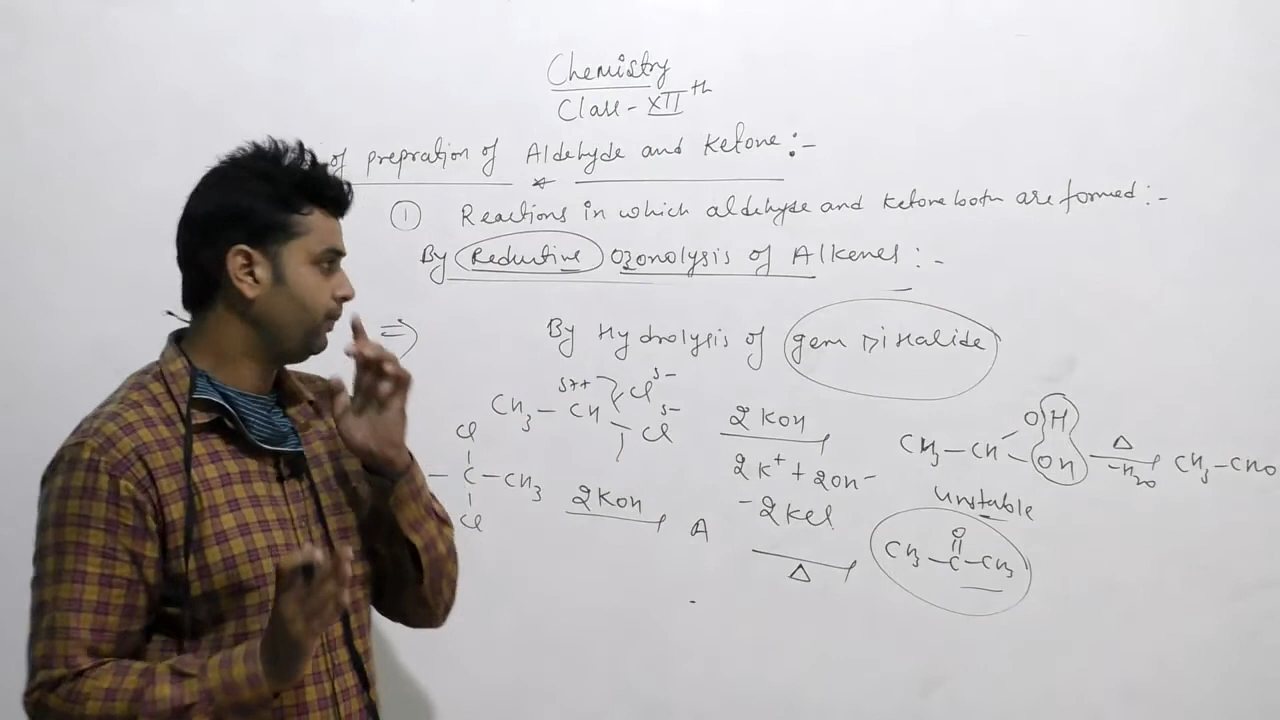 Chemistry
Class - XIIth
of prepration of Aldehyde and Ketone :-
① Reactions in which aldehyde and Ketone both are formed :-
By Reductive Ozonolysis of Alkenes :-
⇒ By Hydrolysis of gem Dihalide
CH3 - CH Cl Cl δ++ δ- δ- 2KOH 2K+ + 2OH- -2KCl CH3-CH OH OH unstable Δ -H2O CH3-CHO
- C - CH3 Cl Cl 2KOH A Δ CH3-C-CH3 O